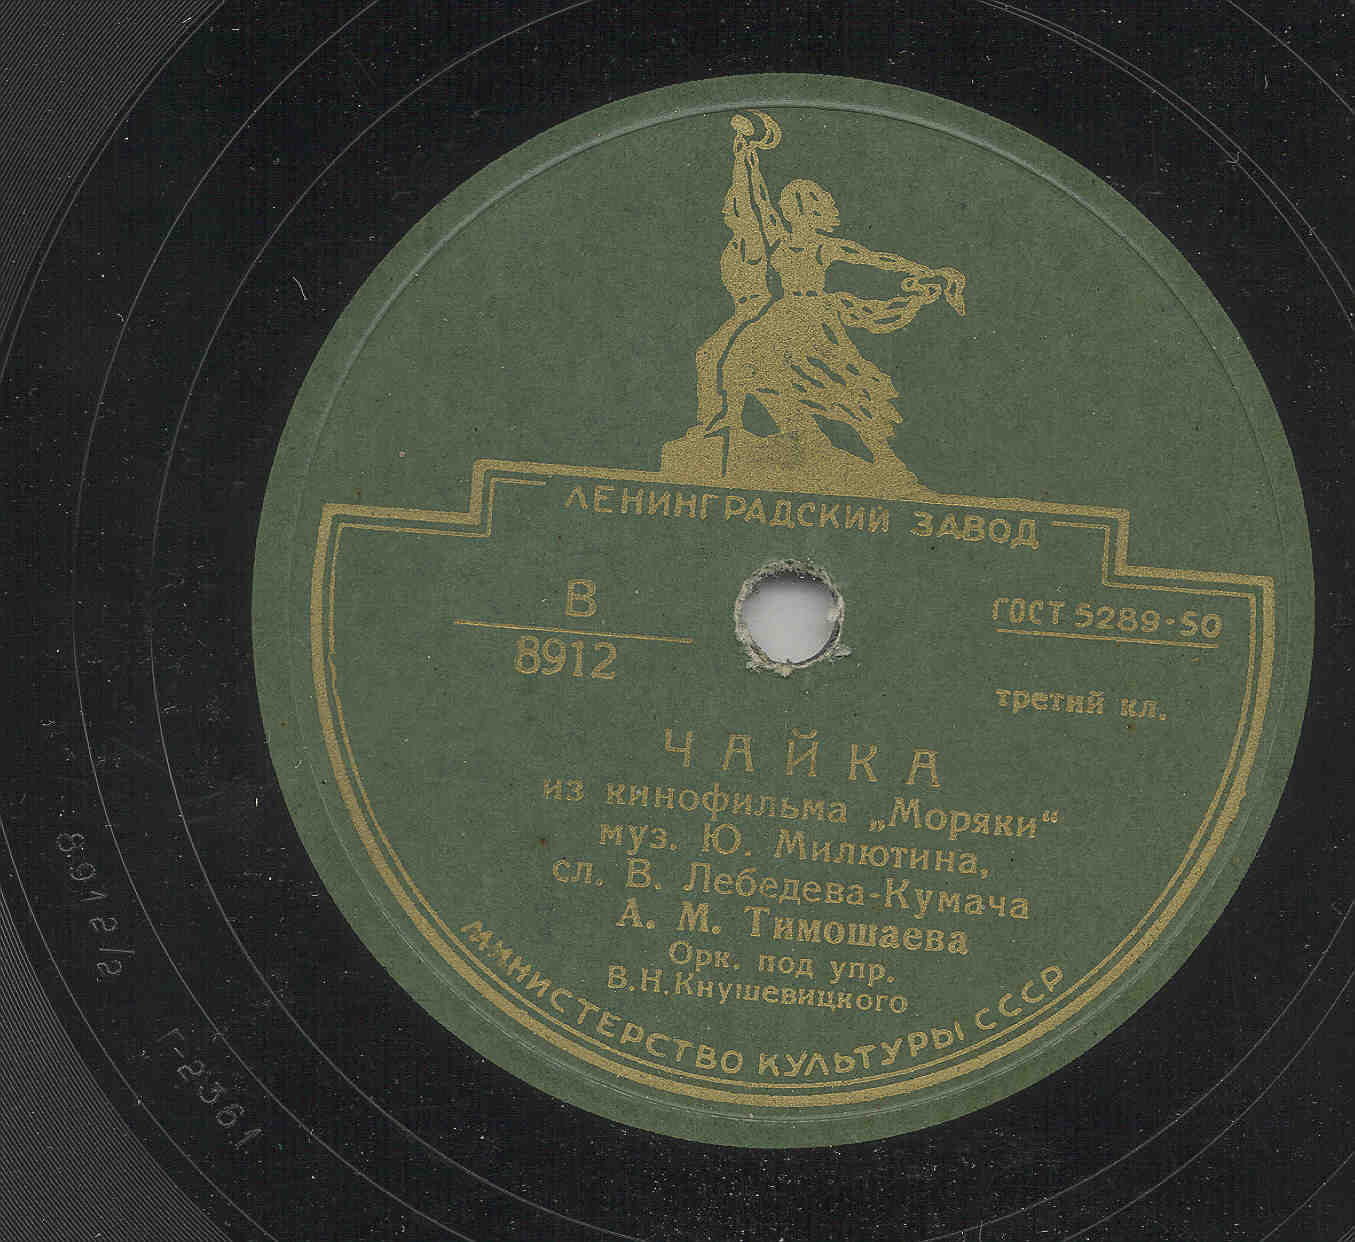 ЛЕНИНГРАДСКИЙ ЗАВОД
В
8912
ГОСТ 5289-50
третий кл.
ЧАЙКА
из кинофильма „Моряки“
муз. Ю. Милютина,
сл. В. Лебедева-Кумача
А. М. Тимошаева
Орк. под упр.
В.Н.Кнушевицкого
МИНИСТЕРСТВО КУЛЬТУРЫ СССР
8912/2
Г-2361